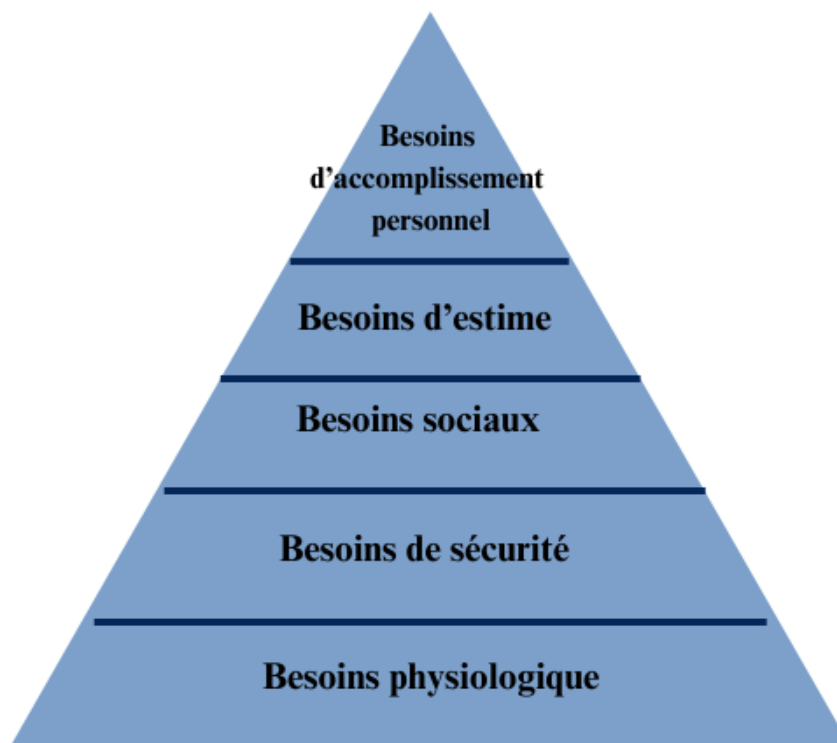 Besoins
d’accomplissement
personnel
Besoins d’estime
Besoins sociaux
Besoins de sécurité
Besoins physiologique